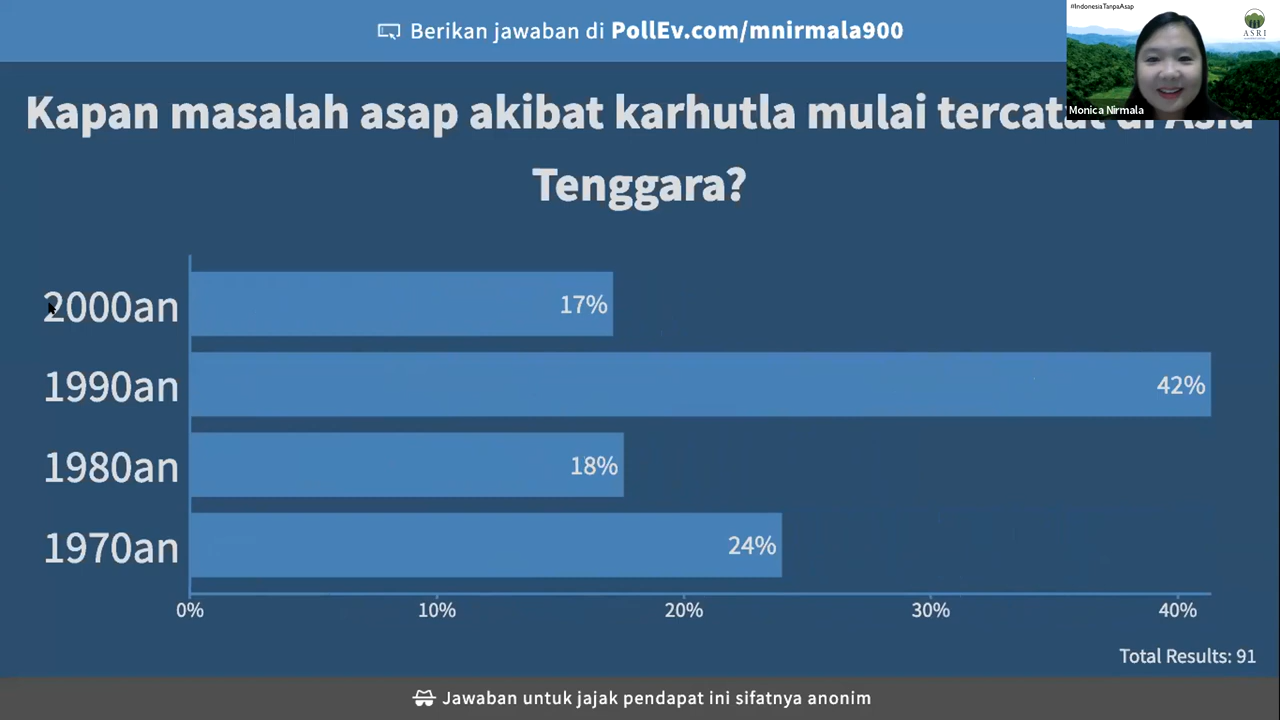 Berikan jawaban di PollEv.com/mnirmala900
#IndonesiaTanpaAsap
ASRI
Monica Nirmala
Kapan masalah asap akibat karhutla mulai tercatat di Asia
Tenggara?
2000an
17%
1990an
42%
1980an
18%
1970an
24%
0% 10% 20% 30% 40%
Total Results: 91
Jawaban untuk jajak pendapat ini sifatnya anonim